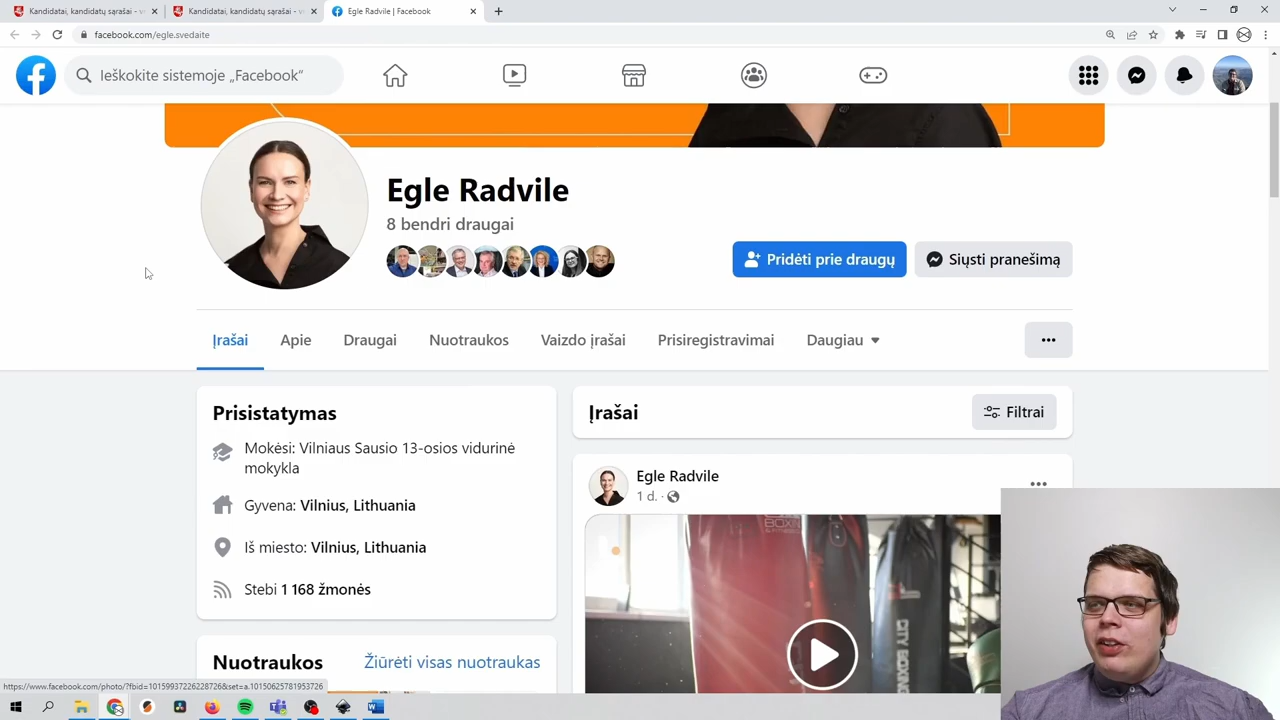 Kandidatai, kandidatų sąrašai - v
Kandidatai, kandidatų sąrašai - v
Egle Radvile | Facebook
facebook.com/egle.svedaite
Ieškokite sistemoje „Facebook“
Egle Radvile
8 bendri draugai
Pridėti prie draugų
Siųsti pranešimą
Įrašai
Apie
Draugai
Nuotraukos
Vaizdo įrašai
Prisiregistravimai
Daugiau
Prisistatymas
Mokėsi: Vilniaus Sausio 13-osios vidurinė
mokykla
Gyvena: Vilnius, Lithuania
Iš miesto: Vilnius, Lithuania
Stebi 1 168 žmonės
Nuotraukos
Žiūrėti visas nuotraukas
Įrašai
Filtrai
Egle Radvile
1 d. ·
BOXING
CITY BOXING
https://www.facebook.com/photo/?fbid=10159937226228726&set=a.10150625781953726